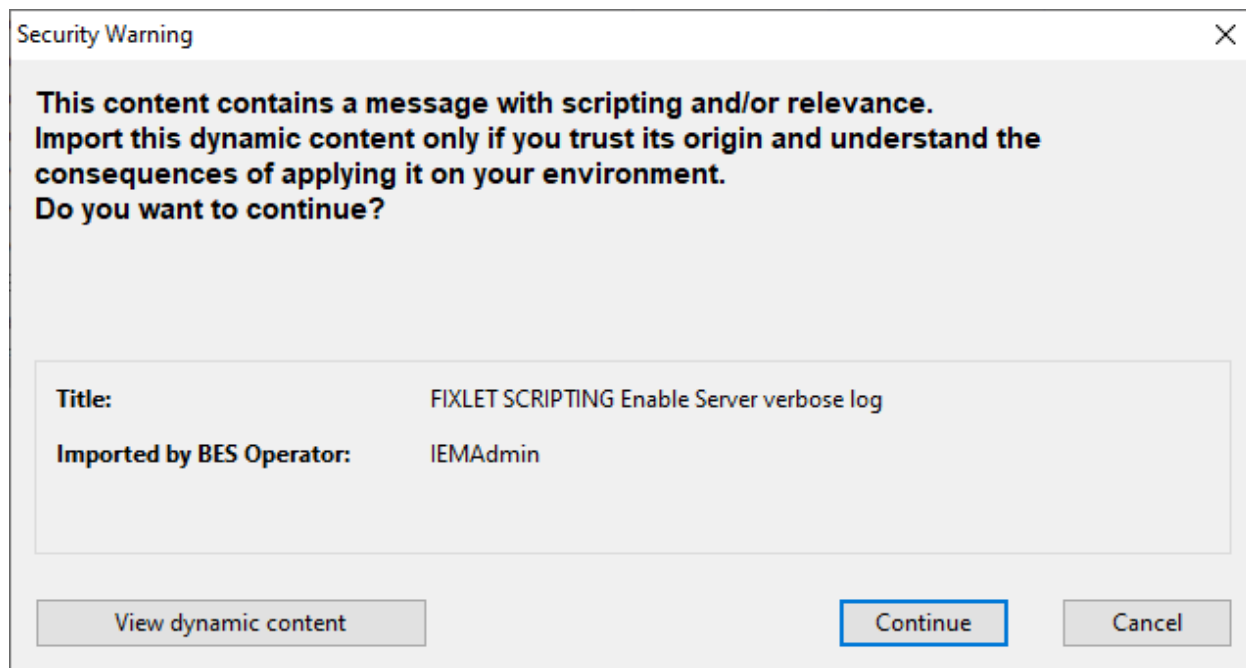 Security Warning
This content contains a message with scripting and/or relevance.
Import this dynamic content only if you trust its origin and understand the
consequences of applying it on your environment.
Do you want to continue?
Title: FIXLET SCRIPTING Enable Server verbose log
Imported by BES Operator: IEMAdmin
View dynamic content Continue Cancel